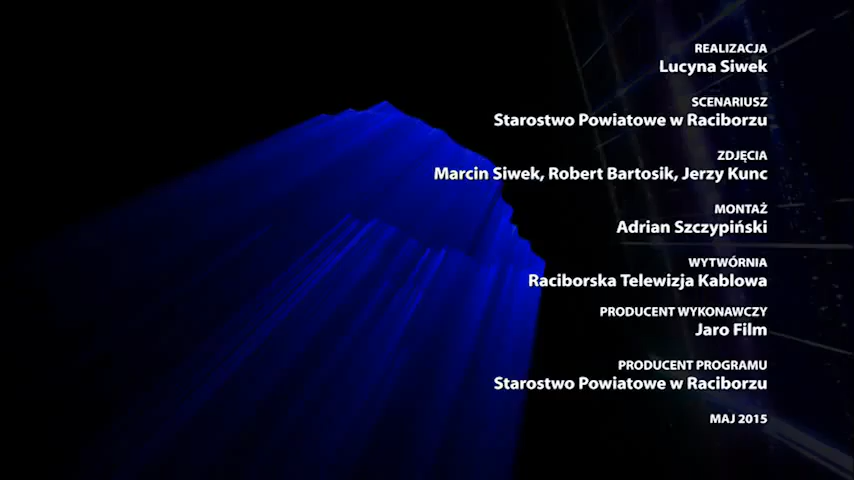 REALIZACJA
Lucyna Siwek
SCENARIUSZ
Starostwo Powiatowe w Raciborzu
ZDJĘCIA
Marcin Siwek, Robert Bartosik, Jerzy Kunc
MONTAŻ
Adrian Szczypiński
WYTWÓRNIA
Raciborska Telewizja Kablowa
PRODUCENT WYKONAWCZY
Jaro Film
PRODUCENT PROGRAMU
Starostwo Powiatowe w Raciborzu
MAJ 2015